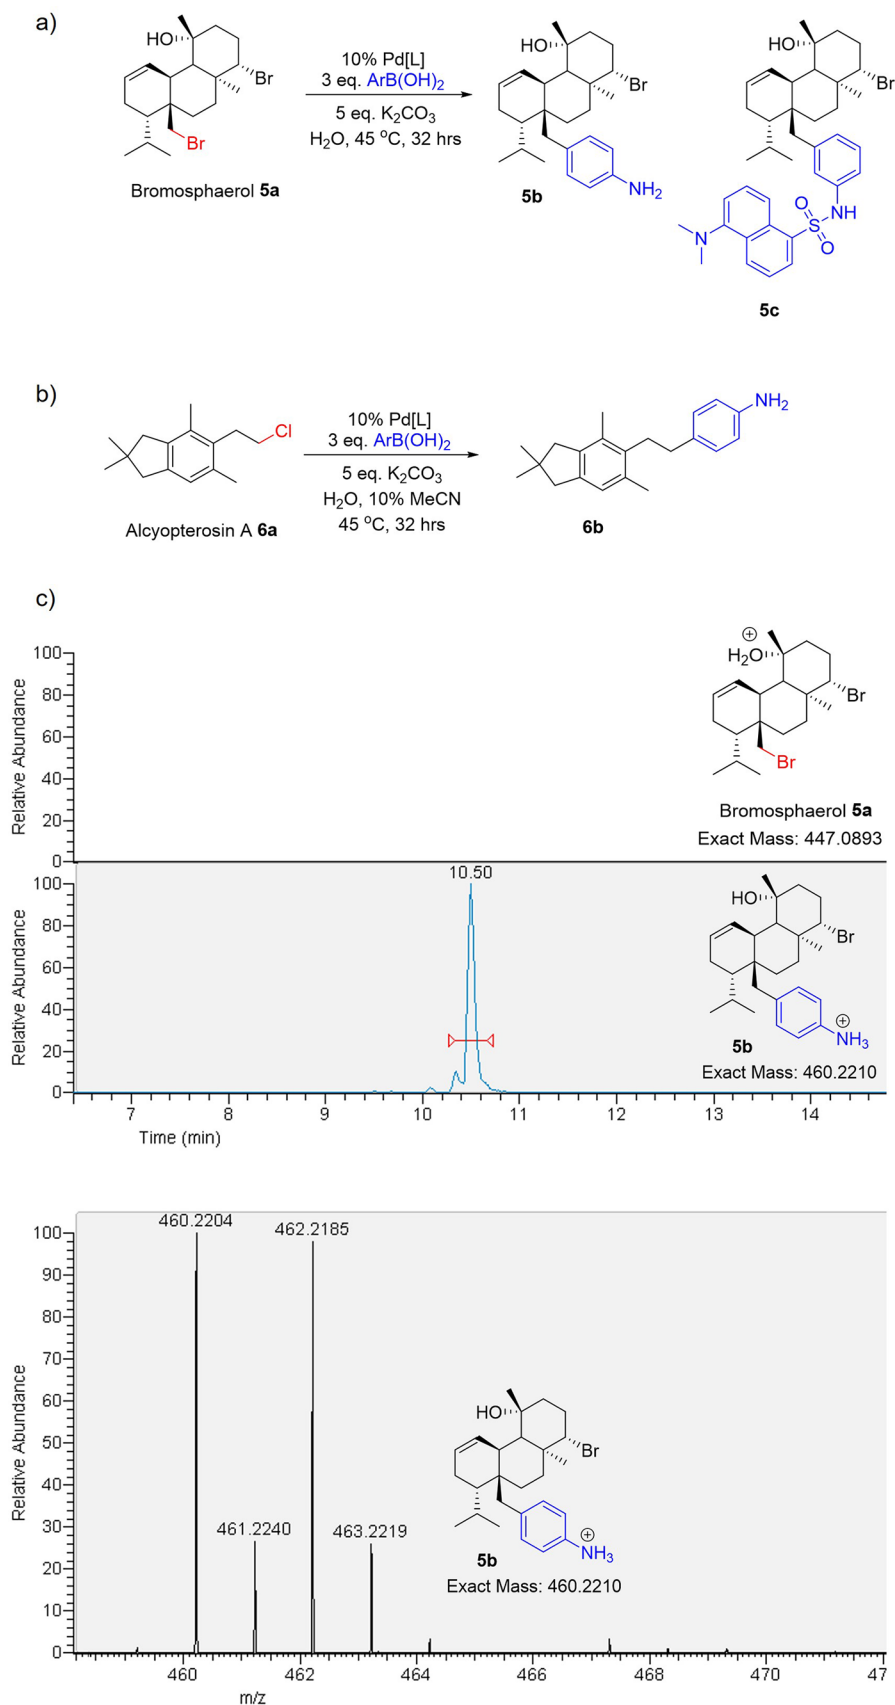 a)
HO
Br
Br
Bromosphaerol 5a
10% Pd[L]
3 eq. ArB(OH)2
5 eq. K2CO3
H2O, 45 °C, 32 hrs
HO
Br
NH2
5b
HO
Br
O
NH
S
O
N
5c
b)
Cl
Alcyopterosin A 6a
10% Pd[L]
3 eq. ArB(OH)2
5 eq. K2CO3
H2O, 10% MeCN
45 °C, 32 hrs
NH2
6b
c)
Relative Abundance
100
80
60
40
20
0
⊕
H2O
Br
Br
Bromosphaerol 5a
Exact Mass: 447.0893
Relative Abundance
100
80
60
40
20
0
10.50
HO
Br
⊕
NH3
5b
Exact Mass: 460.2210
7 8 9 10 11 12 13 14
Time (min)
Relative Abundance
100
90
80
70
60
50
40
30
20
10
0
460.2204
462.2185
461.2240
463.2219
HO
Br
⊕
NH3
5b
Exact Mass: 460.2210
460 462 464 466 468 470 47
m/z